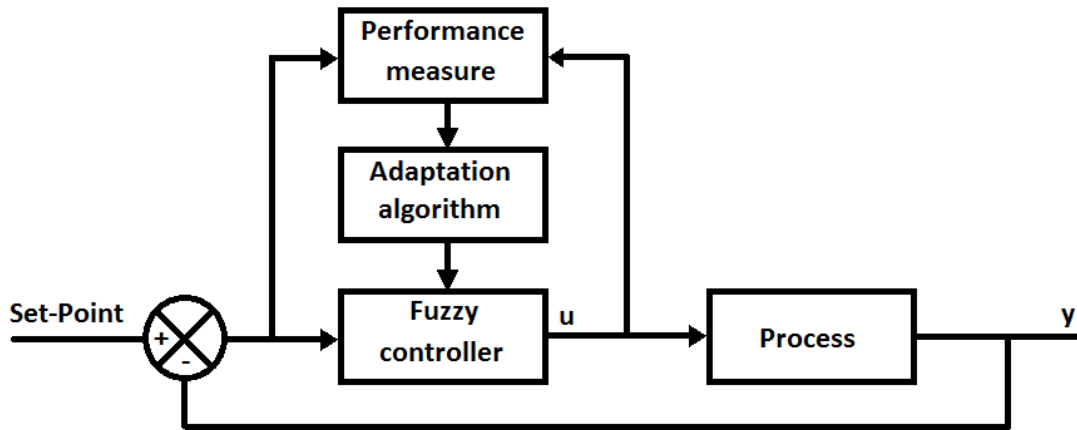 Performance
measure
Adaptation
algorithm
Set-Point
+
-
Fuzzy
controller
u
Process
y